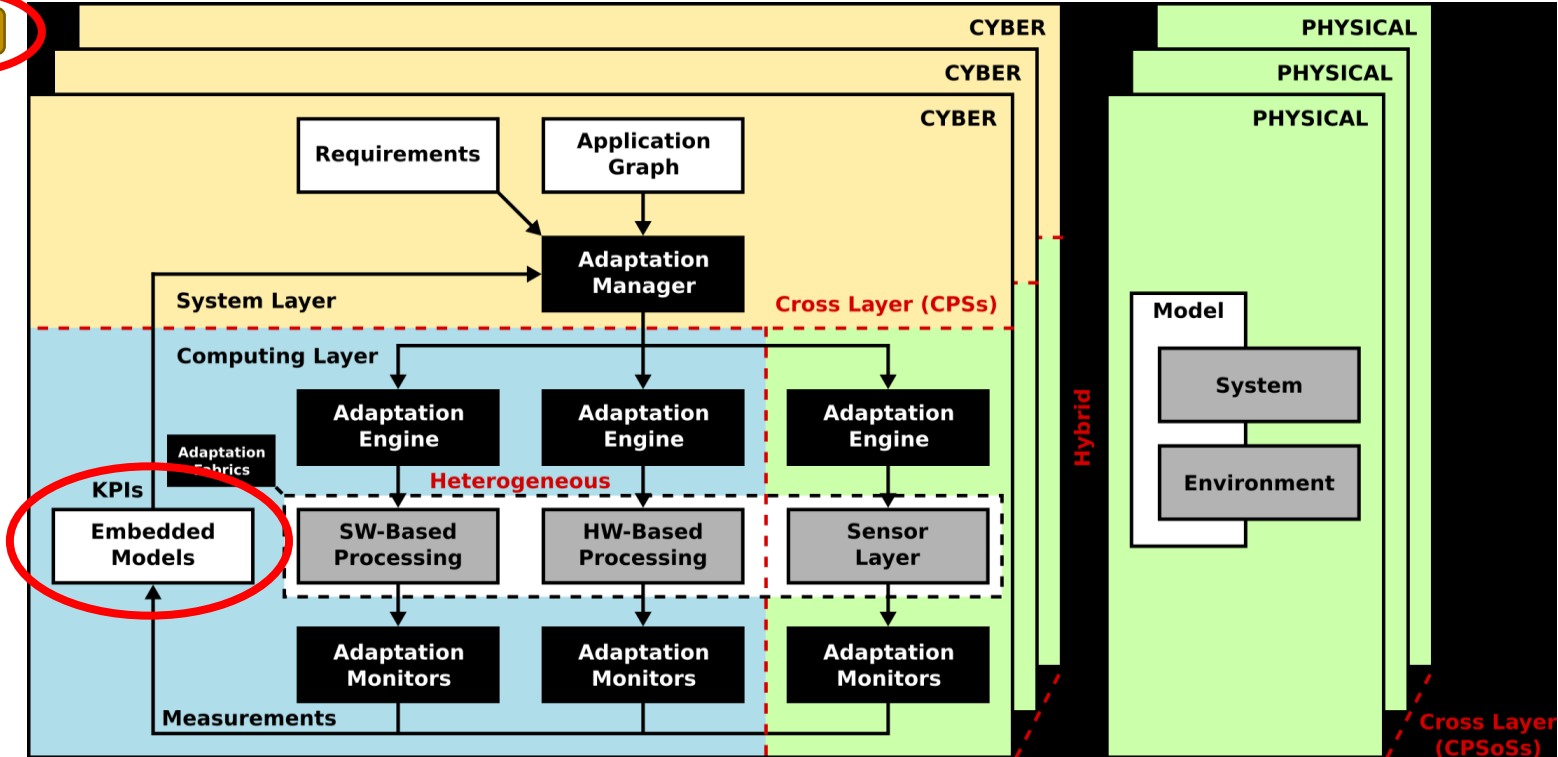 CYBER
PHYSICAL
CYBER
PHYSICAL
CYBER
PHYSICAL
Requirements
Application
Graph
Adaptation
Manager
System Layer
Cross Layer (CPSs)
Model
Computing Layer
System
Hybrid
Adaptation
Engine
Adaptation
Engine
Adaptation
Engine
Adaptation
Fabrics
Heterogeneous
KPIs
Environment
Embedded
Models
SW-Based
Processing
HW-Based
Processing
Sensor
Layer
Adaptation
Monitors
Adaptation
Monitors
Adaptation
Monitors
Measurements
Cross Layer
(CPSoSs)